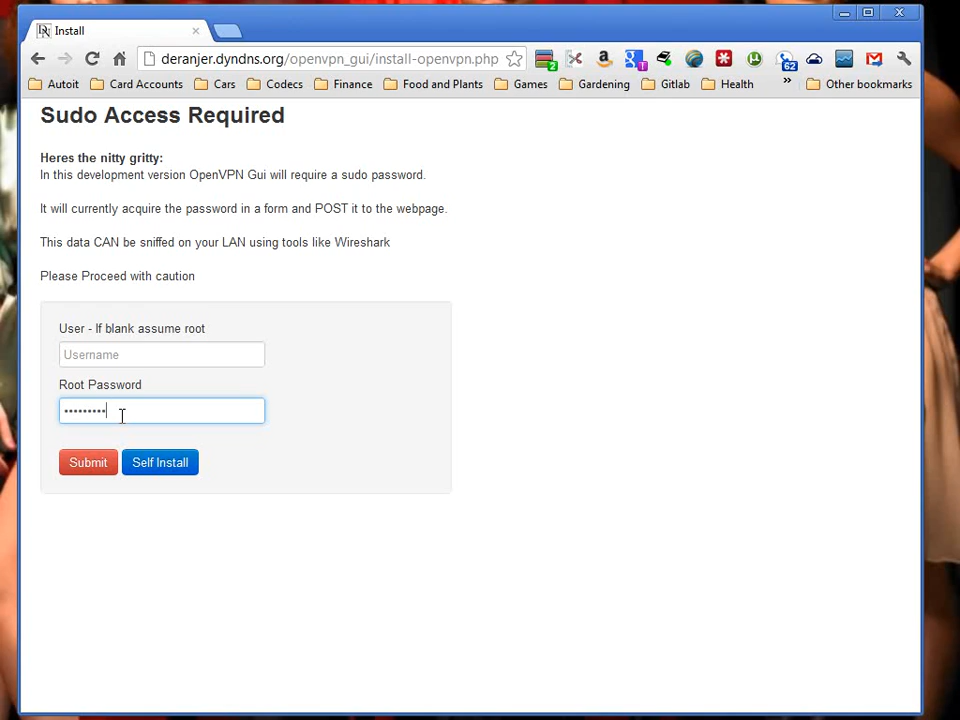 Install
deranjer.dyndns.org/openvpn_gui/install-openvpn.php
2
1
62
Autoit
Card Accounts
Cars
Codecs
Finance
Food and Plants
Games
Gardening
Gitlab
Health
»
Other bookmarks
Sudo Access Required
Heres the nitty gritty:
In this development version OpenVPN Gui will require a sudo password.
It will currently acquire the password in a form and POST it to the webpage.
This data CAN be sniffed on your LAN using tools like Wireshark
Please Proceed with caution
User - If blank assume root
Username
Root Password
•••••••••
Submit
Self Install